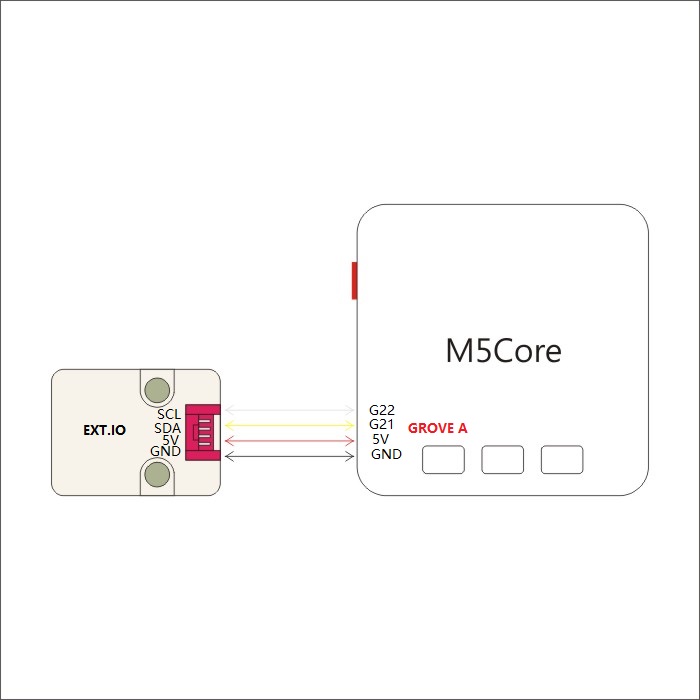 M5Core
EXT.IO
SCL
SDA
5V
GND
G22
G21
5V
GND
GROVE A